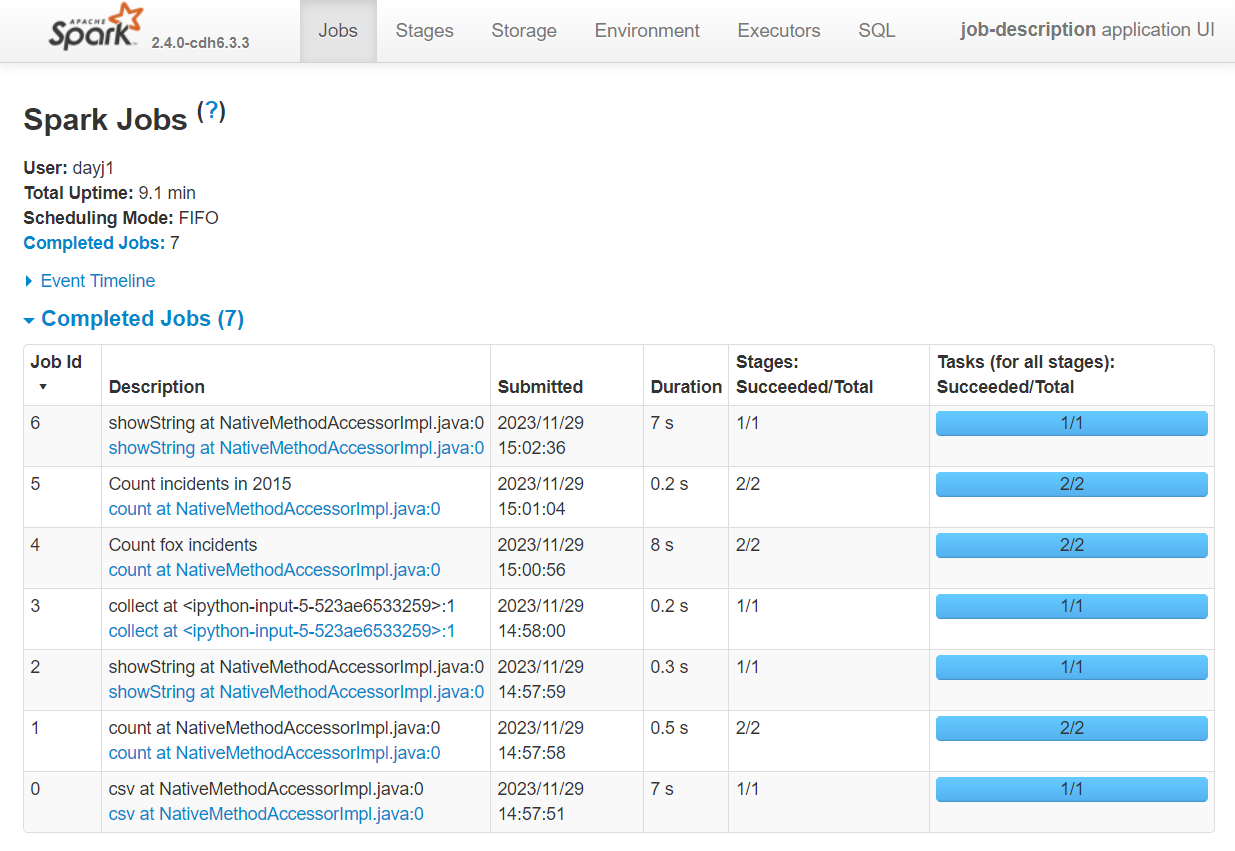 APACHE
Spark 2.4.0-cdh6.3.3 Jobs Stages Storage Environment Executors SQL job-description application UI
Spark Jobs (?)
User: dayj1
Total Uptime: 9.1 min
Scheduling Mode: FIFO
Completed Jobs: 7
Event Timeline
Completed Jobs (7)
Job Id Description Submitted Duration Stages: Succeeded/Total Tasks (for all stages): Succeeded/Total
6 showString at NativeMethodAccessorImpl.java:0 2023/11/29 7 s 1/1 1/1
showString at NativeMethodAccessorImpl.java:0 15:02:36
5 Count incidents in 2015 2023/11/29 0.2 s 2/2 2/2
count at NativeMethodAccessorImpl.java:0 15:01:04
4 Count fox incidents 2023/11/29 8 s 2/2 2/2
count at NativeMethodAccessorImpl.java:0 15:00:56
3 collect at <ipython-input-5-523ae6533259>:1 2023/11/29 0.2 s 1/1 1/1
collect at <ipython-input-5-523ae6533259>:1 14:58:00
2 showString at NativeMethodAccessorImpl.java:0 2023/11/29 0.3 s 1/1 1/1
showString at NativeMethodAccessorImpl.java:0 14:57:59
1 count at NativeMethodAccessorImpl.java:0 2023/11/29 0.5 s 2/2 2/2
count at NativeMethodAccessorImpl.java:0 14:57:58
0 csv at NativeMethodAccessorImpl.java:0 2023/11/29 7 s 1/1 1/1
csv at NativeMethodAccessorImpl.java:0 14:57:51